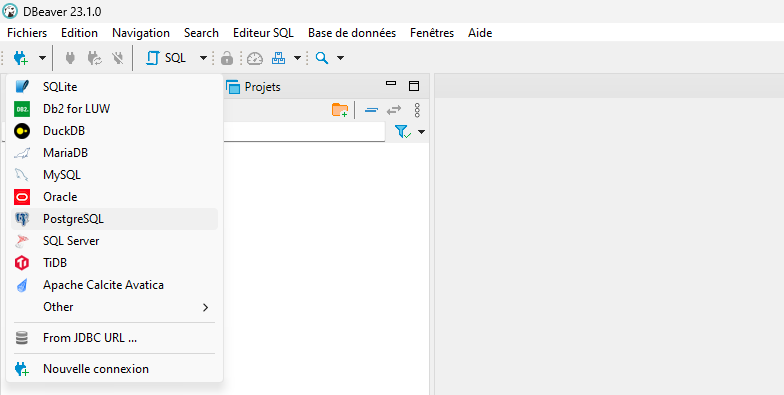 DBeaver 23.1.0
Fichiers Edition Navigation Search Editeur SQL Base de données Fenêtres Aide
SQL
Projets
SQLite
DB2. Db2 for LUW
DuckDB
MariaDB
MySQL
Oracle
PostgreSQL
SQL Server
TiDB
Apache Calcite Avatica
Other
From JDBC URL ...
Nouvelle connexion